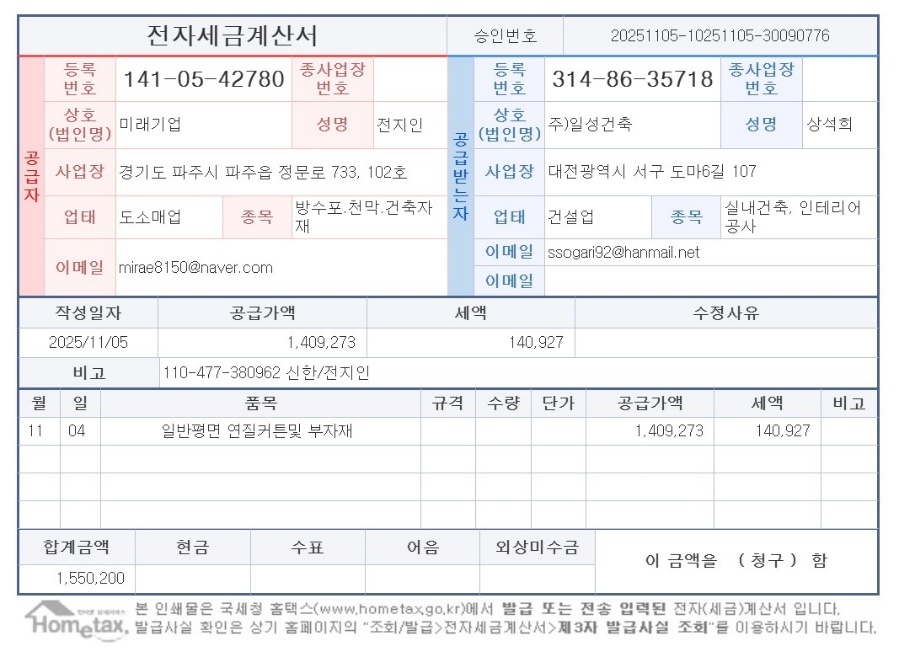 전자세금계산서 승인번호 20251105-10251105-30090776
공급자
등록번호 141-05-42780 종사업장번호
상호(법인명) 미래기업 성명 전지인
사업장 경기도 파주시 파주읍 정문로 733, 102호
업태 도소매업 종목 방수포.천막.건축자재
이메일 mirae8150@naver.com
공급받는자
등록번호 314-86-35718 종사업장번호
상호(법인명) 주)일성건축 성명 상석희
사업장 대전광역시 서구 도마6길 107
업태 건설업 종목 실내건축, 인테리어공사
이메일 ssogari92@hanmail.net
이메일
작성일자 공급가액 세액 수정사유
2025/11/05 1,409,273 140,927
비고 110-477-380962 신한/전지인
월 일 품목 규격 수량 단가 공급가액 세액 비고
11 04 일반평면 연질커튼및 부자재 1,409,273 140,927
합계금액 현금 수표 어음 외상미수금 이 금액을 ( 청구 ) 함
1,550,200
Hometax. 본 인쇄물은 국세청 홈택스(www.hometax.go.kr)에서 발급 또는 전송 입력된 전자(세금)계산서 입니다.
발급사실 확인은 상기 홈페이지의 "조회/발급>전자세금계산서>제3자 발급사실 조회"를 이용하시기 바랍니다.